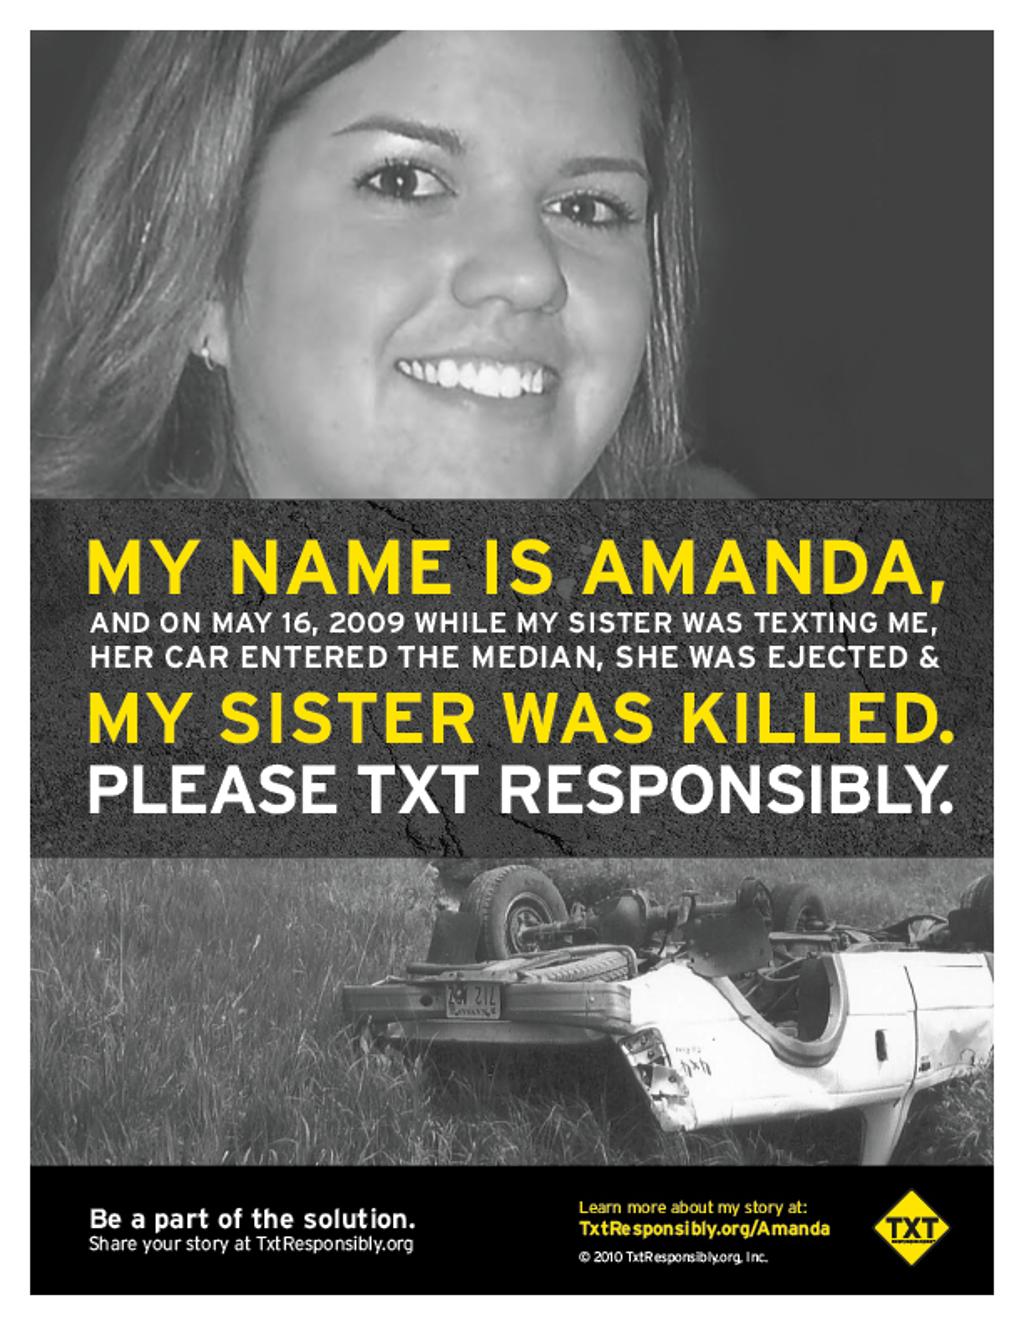 MY NAME IS AMANDA,
AND ON MAY 16, 2009 WHILE MY SISTER WAS TEXTING ME,
HER CAR ENTERED THE MEDIAN, SHE WAS EJECTED &
MY SISTER WAS KILLED.
PLEASE TXT RESPONSIBLY.
Be a part of the solution.
Share your story at TxtResponsibly.org
Learn more about my story at:
TxtResponsibly.org/Amanda
© 2010 TxtResponsibly.org, Inc.
TXT